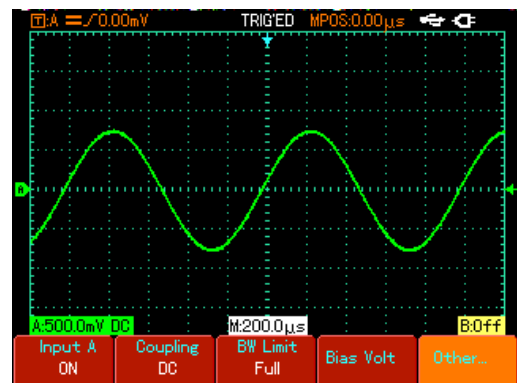 T:A 0.00mV TRIG'ED MPOS:0.00μs
A
A:500.0mV DC M:200.0μs B:Off
Input A Coupling BW Limit Bias Volt Other...
ON DC Full